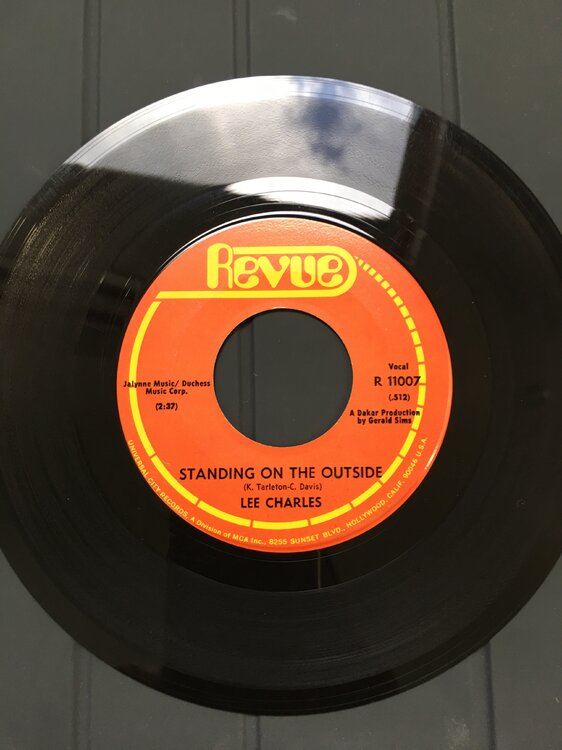 Revue
Jalynne Music/ Duchess
Music Corp.
(2:37)
Vocal
R 11007
(.512)
A Dakar Production
by Gerald Sims
STANDING ON THE OUTSIDE
(K. Tarleton-C. Davis)
LEE CHARLES
UNIVERSAL CITY RECORDS, A Division of MCA Inc., 8255 SUNSET BLVD., HOLLYWOOD, CALIF. 90046 U.S.A.